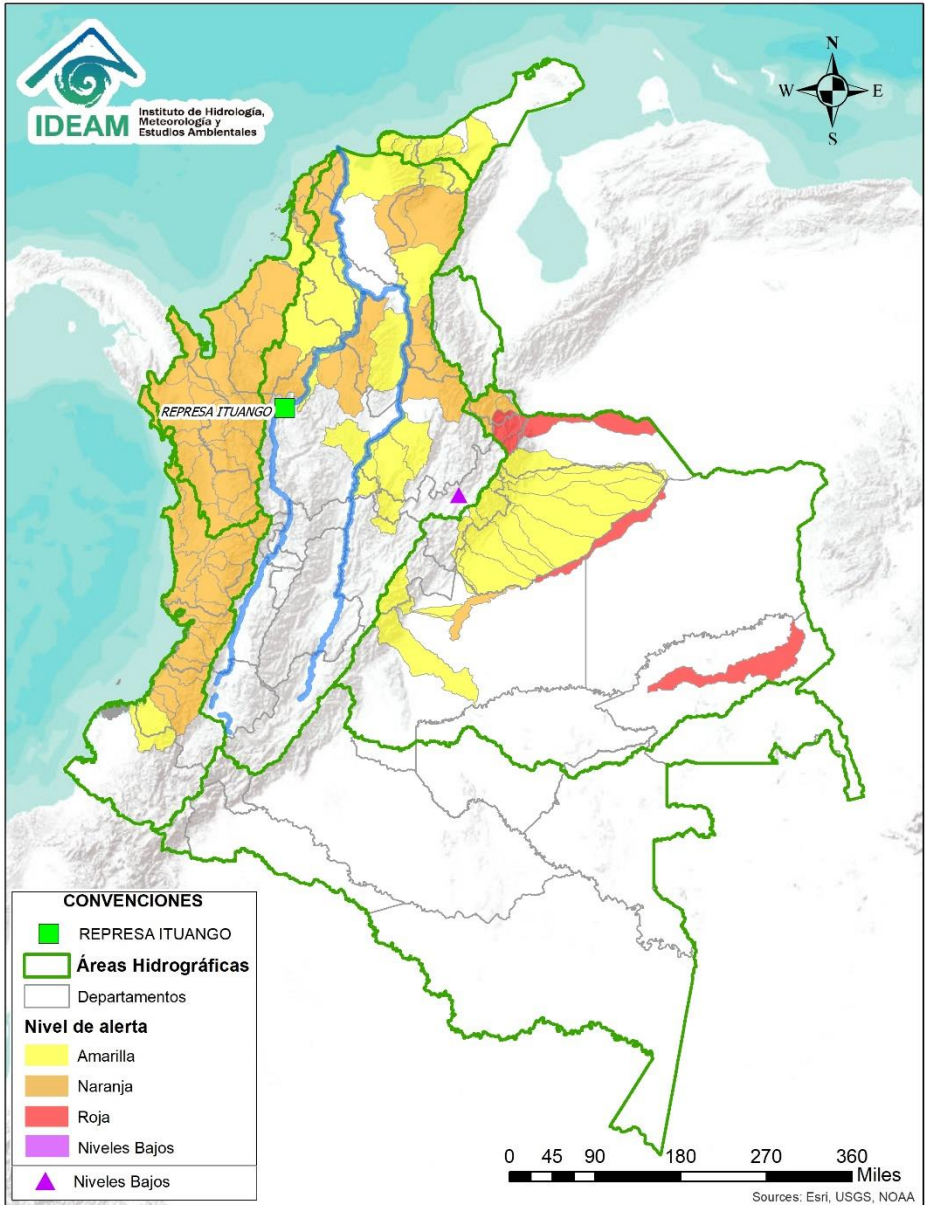 IDEAM
Instituto de Hidrología,
Meteorología y
Estudios Ambientales
N
W
E
S
REPRESA ITUANGO
CONVENCIONES
REPRESA ITUANGO
Áreas Hidrográficas
Departamentos
Nivel de alerta
Amarilla
Naranja
Roja
Niveles Bajos
Niveles Bajos
0 45 90 180 270 360
Miles
Sources: Esri, USGS, NOAA